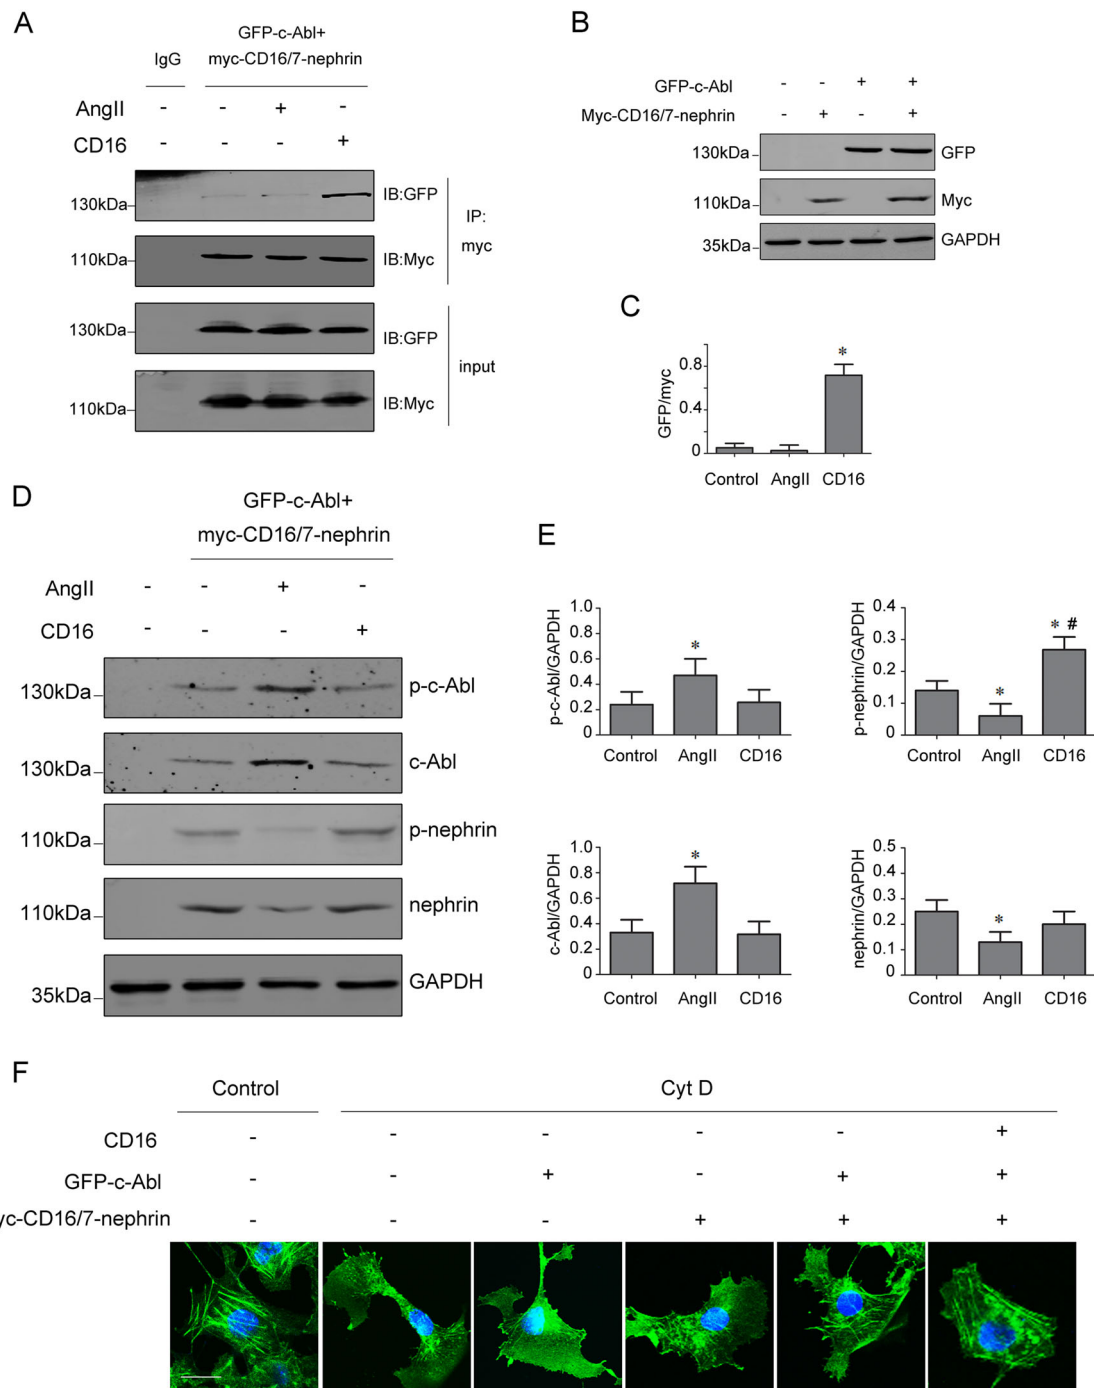 A
GFP-c-Abl+
IgG myc-CD16/7-nephrin
AngII - - + -
CD16 - - - +
130kDa IB:GFP
110kDa IB:Myc
IP:
myc
130kDa IB:GFP
110kDa IB:Myc
input
B
GFP-c-Abl - - + +
Myc-CD16/7-nephrin - + - +
130kDa GFP
110kDa Myc
35kDa GAPDH
C
GFP/myc
0.8
0.4
0
*
Control AngII CD16
D
GFP-c-Abl+
myc-CD16/7-nephrin
AngII - - + -
CD16 - - - +
130kDa p-c-Abl
130kDa c-Abl
110kDa p-nephrin
110kDa nephrin
35kDa GAPDH
E
p-c-Abl/GAPDH
1.0
0.8
0.6
0.4
0.2
0
*
Control AngII CD16
p-nephrin/GAPDH
0.4
0.3
0.2
0.1
0
*
* #
Control AngII CD16
c-Abl/GAPDH
1.0
0.8
0.6
0.4
0.2
0
*
Control AngII CD16
nephrin/GAPDH
0.5
0.4
0.3
0.2
0.1
0
*
Control AngII CD16
F
Control Cyt D
CD16 - - - - - +
GFP-c-Abl - - + - + +
yc-CD16/7-nephrin - - - + + +